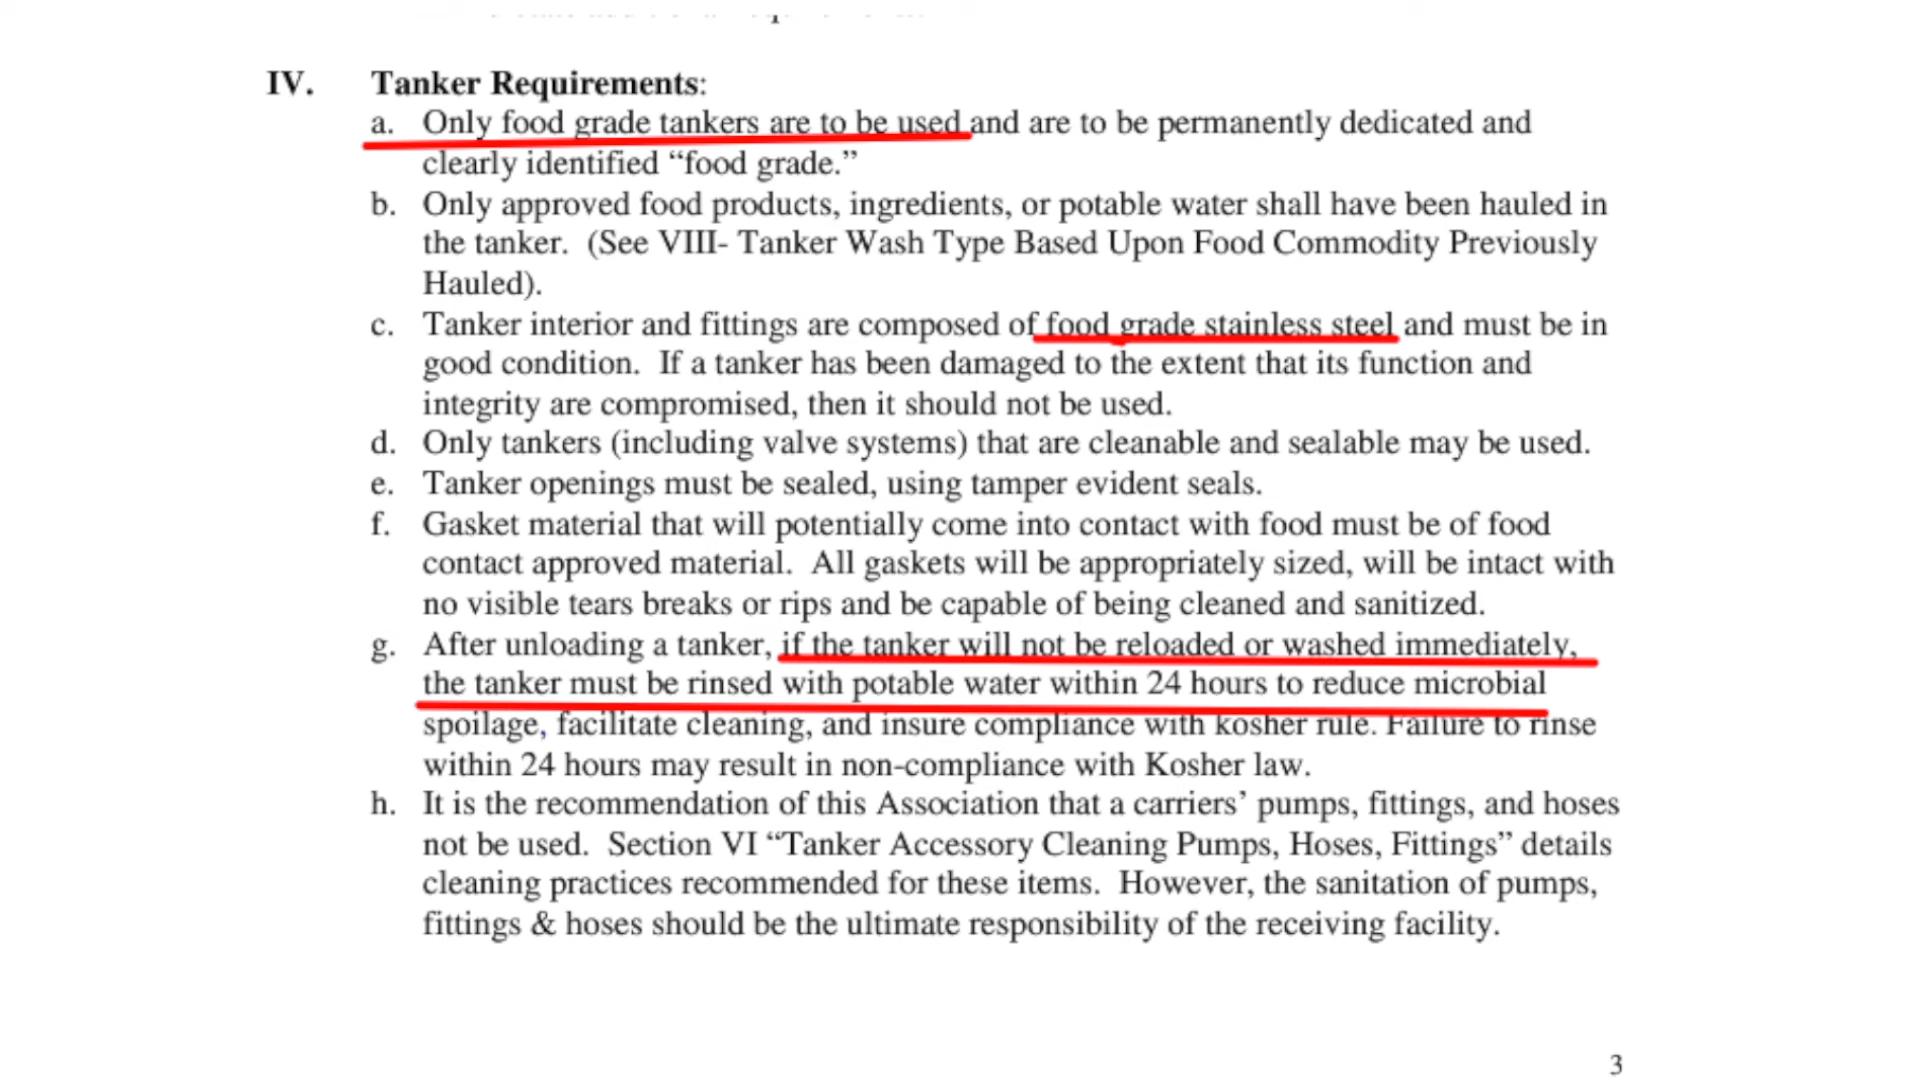 IV. Tanker Requirements:
a. Only food grade tankers are to be used and are to be permanently dedicated and
clearly identified “food grade.”
b. Only approved food products, ingredients, or potable water shall have been hauled in
the tanker. (See VIII- Tanker Wash Type Based Upon Food Commodity Previously
Hauled).
c. Tanker interior and fittings are composed of food grade stainless steel and must be in
good condition. If a tanker has been damaged to the extent that its function and
integrity are compromised, then it should not be used.
d. Only tankers (including valve systems) that are cleanable and sealable may be used.
e. Tanker openings must be sealed, using tamper evident seals.
f. Gasket material that will potentially come into contact with food must be of food
contact approved material. All gaskets will be appropriately sized, will be intact with
no visible tears breaks or rips and be capable of being cleaned and sanitized.
g. After unloading a tanker, if the tanker will not be reloaded or washed immediately,
the tanker must be rinsed with potable water within 24 hours to reduce microbial
spoilage, facilitate cleaning, and insure compliance with kosher rule. Failure to rinse
within 24 hours may result in non-compliance with Kosher law.
h. It is the recommendation of this Association that a carriers’ pumps, fittings, and hoses
not be used. Section VI “Tanker Accessory Cleaning Pumps, Hoses, Fittings” details
cleaning practices recommended for these items. However, the sanitation of pumps,
fittings & hoses should be the ultimate responsibility of the receiving facility.
3